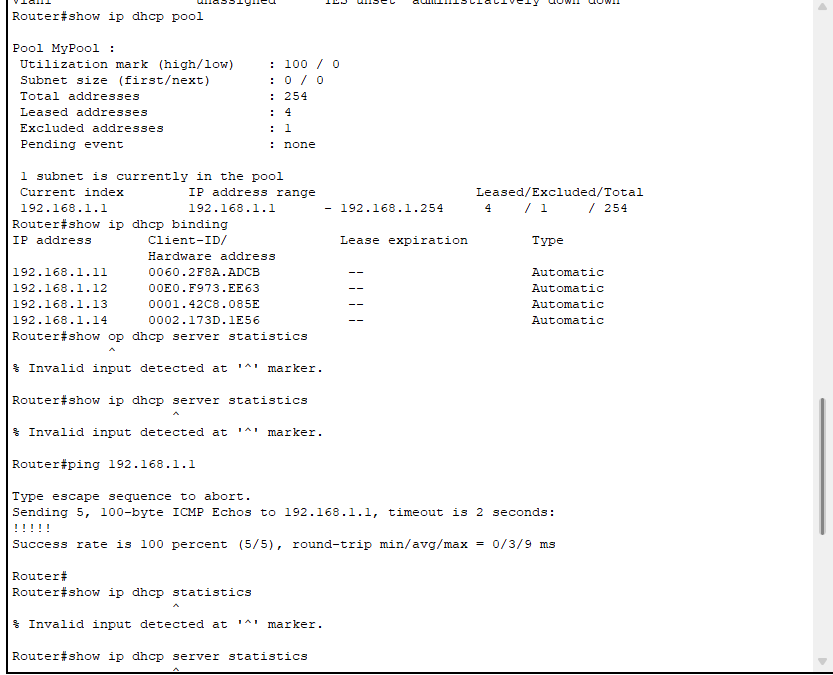 Vlan1 unassigned YES unset administratively down down
Router#show ip dhcp pool
Pool MyPool :
Utilization mark (high/low) : 100 / 0
Subnet size (first/next) : 0 / 0
Total addresses : 254
Leased addresses : 4
Excluded addresses : 1
Pending event : none
1 subnet is currently in the pool
Current index IP address range Leased/Excluded/Total
192.168.1.1 192.168.1.1 - 192.168.1.254 4 / 1 / 254
Router#show ip dhcp binding
IP address Client-ID/ Lease expiration Type
Hardware address
192.168.1.11 0060.2F8A.ADCB -- Automatic
192.168.1.12 00E0.F973.EE63 -- Automatic
192.168.1.13 0001.42C8.085E -- Automatic
192.168.1.14 0002.173D.1E56 -- Automatic
Router#show op dhcp server statistics
^
% Invalid input detected at '^' marker.
Router#show ip dhcp server statistics
^
% Invalid input detected at '^' marker.
Router#ping 192.168.1.1
Type escape sequence to abort.
Sending 5, 100-byte ICMP Echos to 192.168.1.1, timeout is 2 seconds:
!!!!!
Success rate is 100 percent (5/5), round-trip min/avg/max = 0/3/9 ms
Router#
Router#show ip dhcp statistics
^
% Invalid input detected at '^' marker.
Router#show ip dhcp server statistics
^